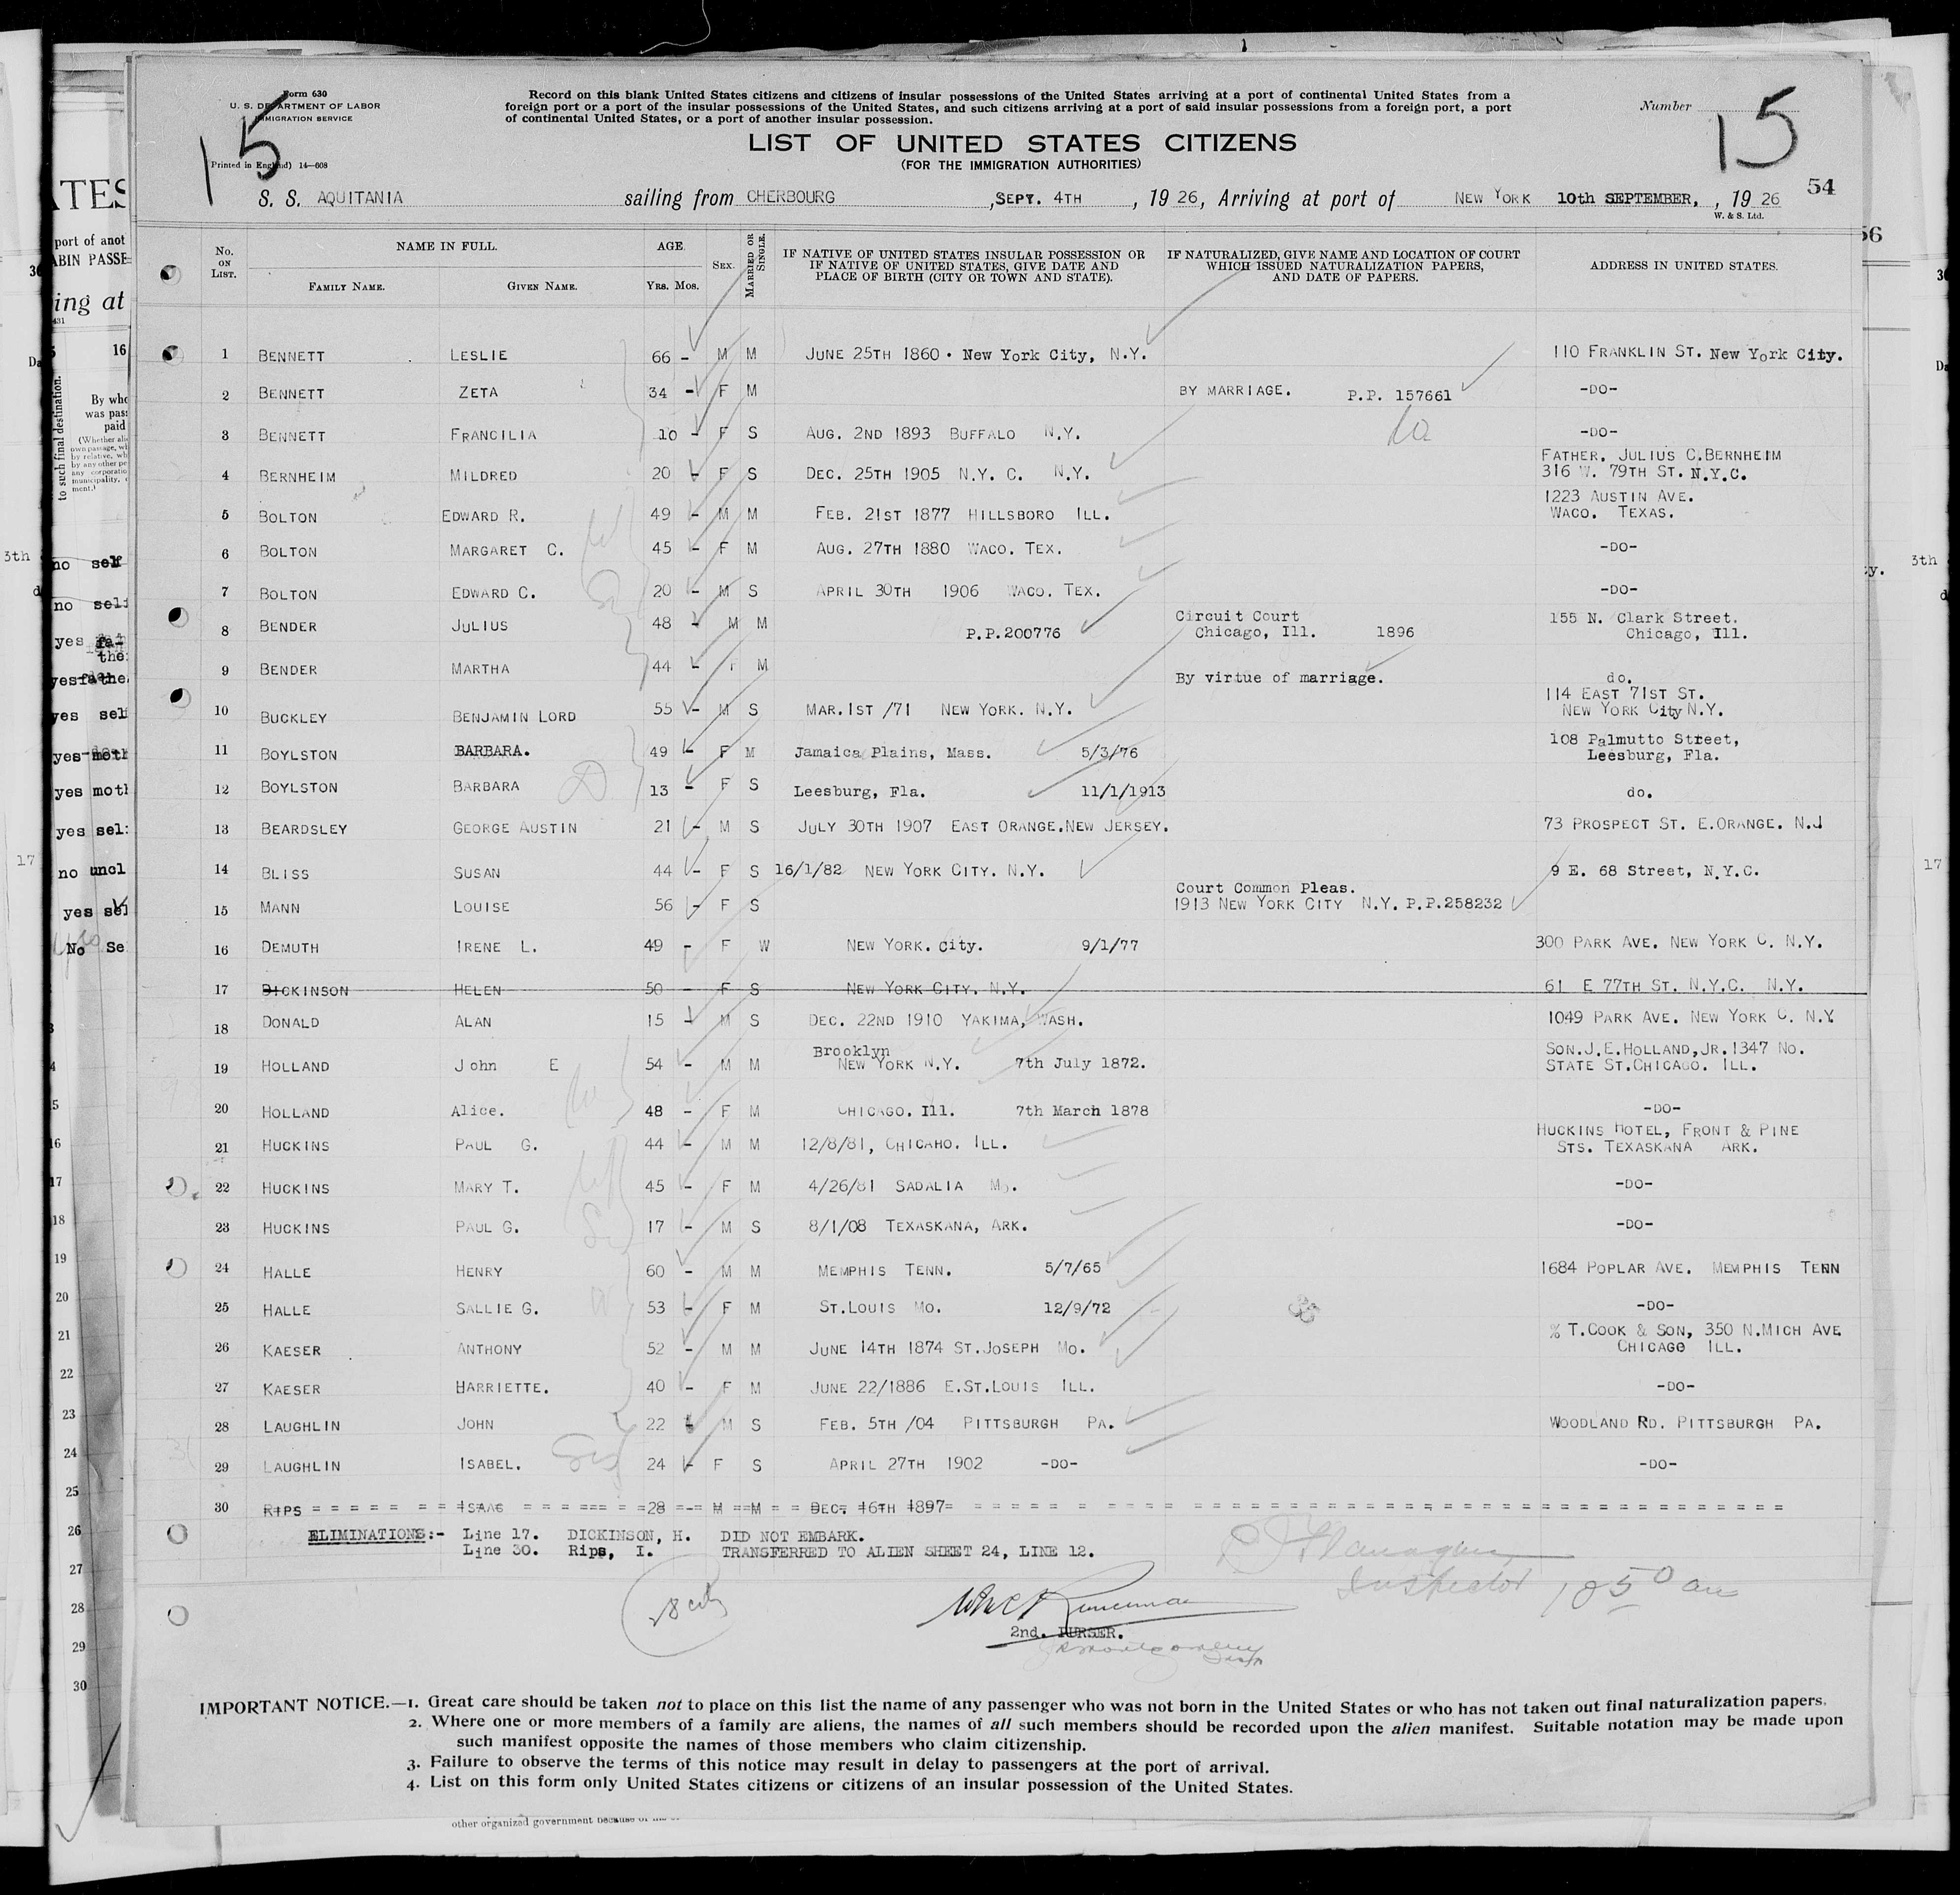 Form 630
U. S. DEPARTMENT OF LABOR
IMMIGRATION SERVICE
Printed in England) 14—608
15
Record on this blank United States citizens and citizens of insular possessions of the United States arriving at a port of continental United States from a
foreign port or a port of the insular possessions of the United States, and such citizens arriving at a port of said insular possessions from a foreign port, a port
of continental United States, or a port of another insular possession.
Number
15
LIST OF UNITED STATES CITIZENS
(FOR THE IMMIGRATION AUTHORITIES)
S. S. AQUITANIA sailing from CHERBOURG , SEPT. 4TH , 19 26, Arriving at port of NEW YORK 10th SEPTEMBER, , 19 26
54
W. & S. Ltd.
No. ON LIST. NAME IN FULL. FAMILY NAME. GIVEN NAME. AGE. YRS. MOS. SEX. MARRIED OR SINGLE. IF NATIVE OF UNITED STATES INSULAR POSSESSION OR IF NATIVE OF UNITED STATES, GIVE DATE AND PLACE OF BIRTH (CITY OR TOWN AND STATE). IF NATURALIZED, GIVE NAME AND LOCATION OF COURT WHICH ISSUED NATURALIZATION PAPERS, AND DATE OF PAPERS. ADDRESS IN UNITED STATES.
1 BENNETT LESLIE 66 - M M JUNE 25TH 1860. New York City, N.Y. 110 FRANKLIN ST. New York City.
2 BENNETT ZETA 34 - F M BY MARRIAGE. P.P. 157661 -DO-
3 BENNETT FRANCILIA 10 - F S AUG. 2ND 1893 BUFFALO N.Y. -DO-
4 BERNHEIM MILDRED 20 - F S DEC. 25TH 1905 N.Y. C. N.Y. FATHER. JULIUS C.BERNHEIM
316 W. 79TH ST. N.Y.C.
5 BOLTON EDWARD R. 49 - M M FEB. 21ST 1877 HILLSBORO ILL. 1223 AUSTIN AVE.
WACO. TEXAS.
6 BOLTON MARGARET C. 45 - F M AUG. 27TH 1880 WACO. TEX. -DO-
7 BOLTON EDWARD C. 20 - M S APRIL 30TH 1906 WACO. TEX. -DO-
8 BENDER JULIUS 48 - M M P.P.200776 Circuit Court
Chicago, Ill. 1896 155 N. Clark Street.
Chicago, Ill.
9 BENDER MARTHA 44 - F M By virtue of marriage. do.
10 BUCKLEY BENJAMIN LORD 55 - M S MAR.1ST /71 NEW YORK. N.Y. 114 EAST 71ST ST.
NEW YORK City N.Y.
11 BOYLSTON BARBARA. 49 - F M Jamaica Plains, Mass. 5/3/76 108 Palmutto Street,
Leesburg, Fla.
12 BOYLSTON BARBARA 13 - F S Leesburg, Fla. 11/1/1913 do.
13 BEARDSLEY GEORGE AUSTIN 21 - M S JULY 30TH 1907 EAST ORANGE.NEW JERSEY. 73 PROSPECT ST. E.ORANGE. N.J
14 BLISS SUSAN 44 - F S 16/1/82 NEW YORK CITY. N.Y. 9 E. 68 Street, N.Y.C.
15 MANN LOUISE 56 - F S Court Common Pleas.
1913 NEW YORK CITY N.Y. P.P.258232
16 DEMUTH IRENE L. 49 - F W NEW YORK. City. 9/1/77 300 PARK AVE. NEW YORK C. N.Y.
17 DICKINSON HELEN 50 - F S NEW YORK CITY. N.Y. 61 E 77TH ST. N.Y.C. N.Y.
18 DONALD ALAN 15 - M S DEC. 22ND 1910 YAKIMA, WASH. 1049 PARK AVE. NEW YORK C. N.Y
19 HOLLAND John E 54 - M M Brooklyn
NEW YORK N.Y. 7th July 1872. SON.J.E.HOLLAND,JR.1347 NO.
STATE ST.CHICAGO. ILL.
20 HOLLAND Alice. 48 - F M CHICAGO. Ill. 7th March 1878 -DO-
21 HUCKINS PAUL G. 44 - M M 12/8/81, CHICAHO. ILL. HUCKINS HOTEL, FRONT & PINE
STS. TEXASKANA ARK.
22 HUCKINS MARY T. 45 - F M 4/26/81 SADALIA MO. -DO-
23 HUCKINS PAUL G. 17 - M S 8/1/08 TEXASKANA, ARK. -DO-
24 HALLE HENRY 60 - M M MEMPHIS TENN. 5/7/65 1684 POPLAR AVE. MEMPHIS TENN
25 HALLE SALLIE G. 53 - F M ST.LOUIS MO. 12/9/72 -DO-
26 KAESER ANTHONY 52 - M M JUNE 14TH 1874 ST.JOSEPH MO. % T.COOK & SON, 350 N.MICH AVE
CHICAGO ILL.
27 KAESER HARRIETTE. 40 - F M JUNE 22/1886 E.ST.LOUIS ILL. -DO-
28 LAUGHLIN JOHN 22 - M S FEB. 5TH /04 PITTSBURGH PA. WOODLAND RD. PITTSBURGH PA.
29 LAUGHLIN ISABEL. 24 - F S APRIL 27TH 1902 -DO- -DO-
30 RIPS ISAAC 28 - M M DEC. 16TH 1897
ELIMINATIONS:- Line 17. DICKINSON, H. DID NOT EMBARK.
Line 30. Rips, I. TRANSFERRED TO ALIEN SHEET 24, LINE 12.
Inspector
2nd. PURSER.
IMPORTANT NOTICE.—1. Great care should be taken not to place on this list the name of any passenger who was not born in the United States or who has not taken out final naturalization papers.
2. Where one or more members of a family are aliens, the names of all such members should be recorded upon the alien manifest. Suitable notation may be made upon
such manifest opposite the names of those members who claim citizenship.
3. Failure to observe the terms of this notice may result in delay to passengers at the port of arrival.
4. List on this form only United States citizens or citizens of an insular possession of the United States.
other organized government because of